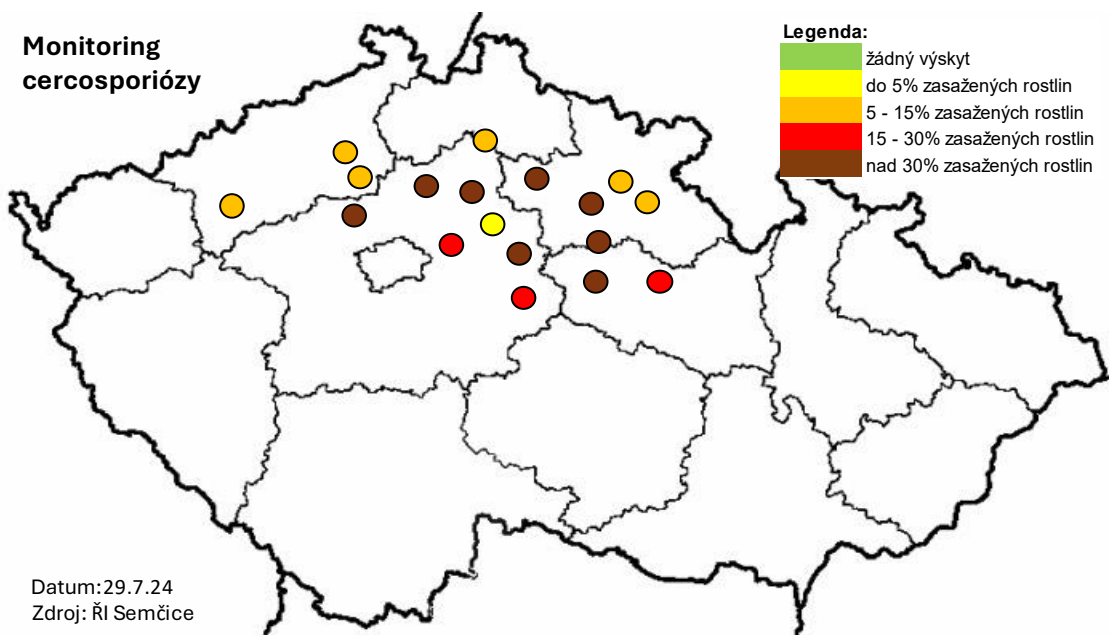 Monitoring
cercosporiózy
Legenda:
žádný výskyt
do 5% zasažených rostlin
5 - 15% zasažených rostlin
15 - 30% zasažených rostlin
nad 30% zasažených rostlin
Datum:29.7.24
Zdroj: ŘI Semčice